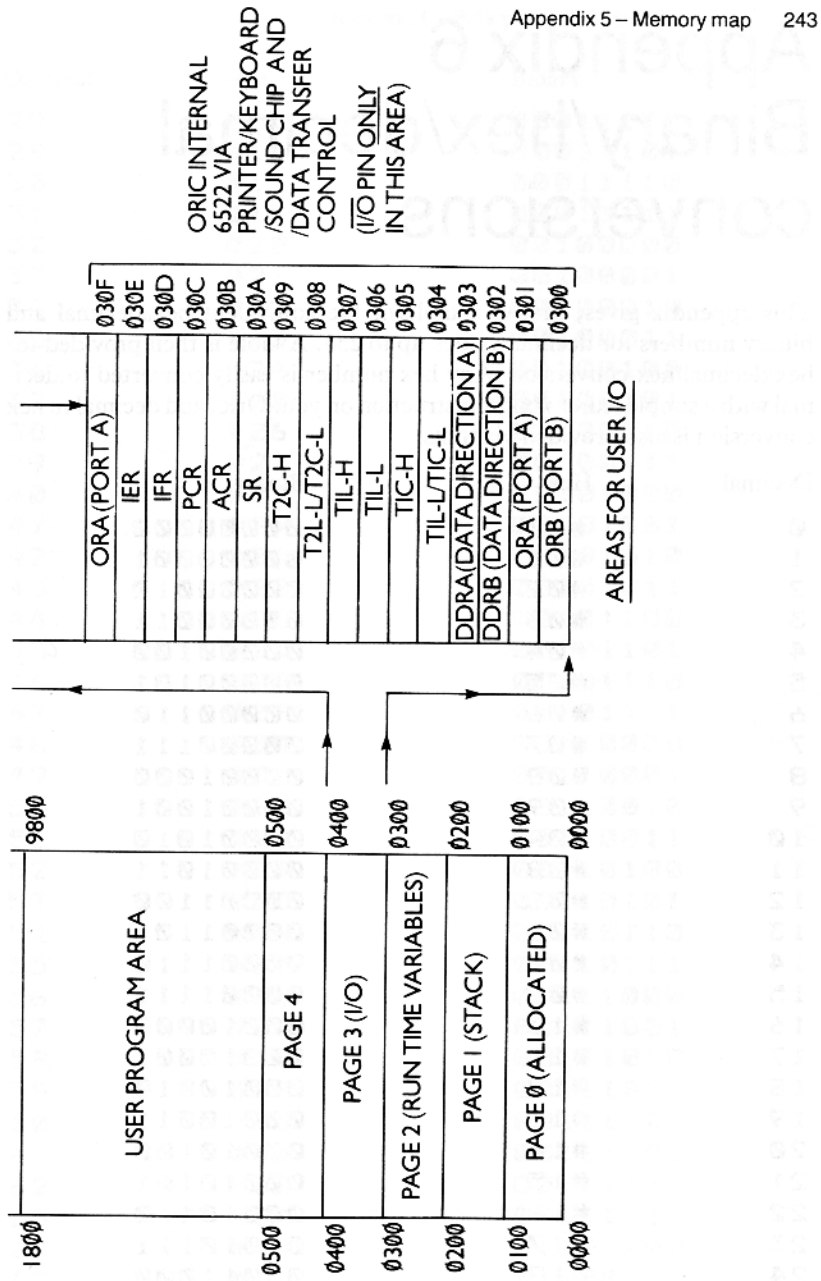 Appendix 5 – Memory map 243
1800
0500
0400
0300
0200
0100
0000
USER PROGRAM AREA
PAGE 4
PAGE 3 (I/O)
PAGE 2 (RUN TIME VARIABLES)
PAGE 1 (STACK)
PAGE 0 (ALLOCATED)
9800
0500
0400
0300
0200
0100
0000
ORA (PORT A) 030F
IER 030E
IFR 030D
PCR 030C
ACR 030B
SR 030A
T2C-H 0309
T2L-L/T2C-L 0308
TIL-H 0307
TIL-L 0306
TIC-H 0305
TIL-L/TIC-L 0304
DDRA (DATA DIRECTION A) 0303
DDRB (DATA DIRECTION B) 0302
ORA (PORT A) 0301
ORB (PORT B) 0300
AREAS FOR USER I/O
ORIC INTERNAL
6522 VIA
PRINTER/KEYBOARD
/SOUND CHIP AND
/DATA TRANSFER
CONTROL
(I/O PIN ONLY
IN THIS AREA)